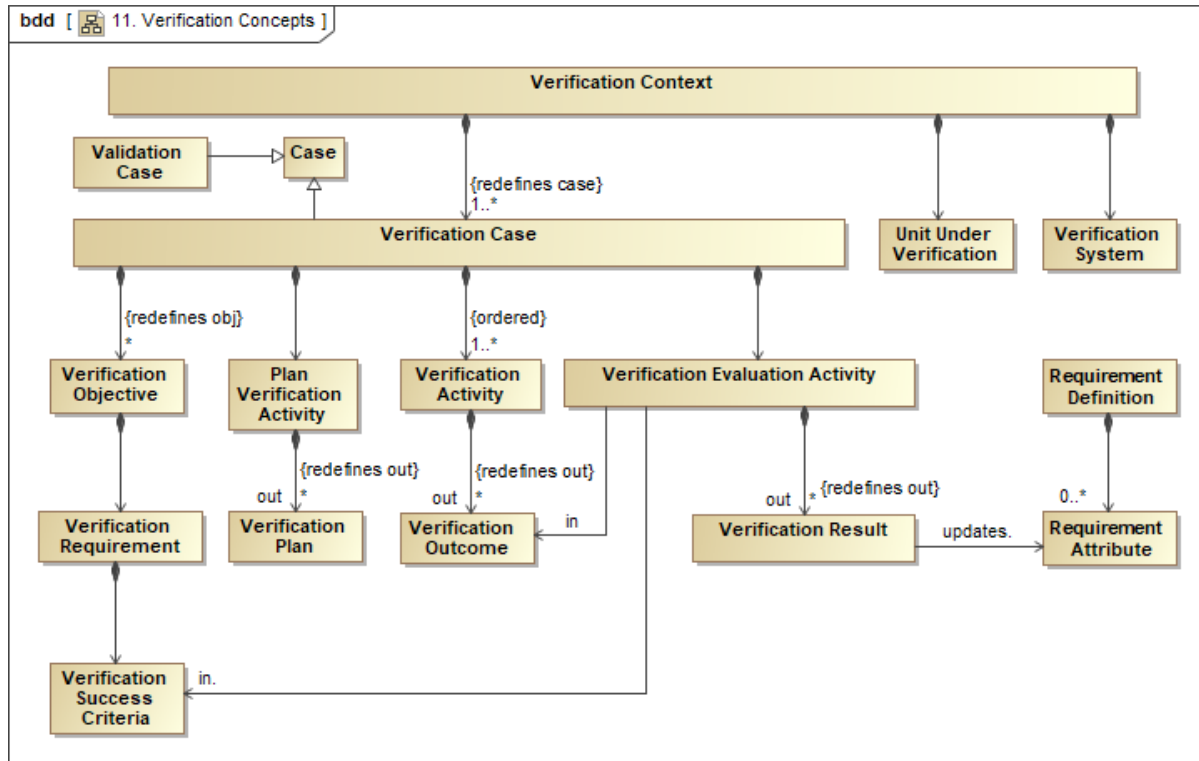 bdd [ 11. Verification Concepts ]
Verification Context
Validation
Case
Case
{redefines case}
1..*
Verification Case
Unit Under
Verification
Verification
System
{redefines obj}
*
{ordered}
1..*
Verification
Objective
Plan
Verification
Activity
Verification
Activity
Verification Evaluation Activity
Requirement
Definition
{redefines out}
out *
{redefines out}
out *
in
out * {redefines out}
0..*
Verification
Requirement
Verification
Plan
Verification
Outcome
Verification Result
updates.
Requirement
Attribute
Verification
Success
Criteria
in.